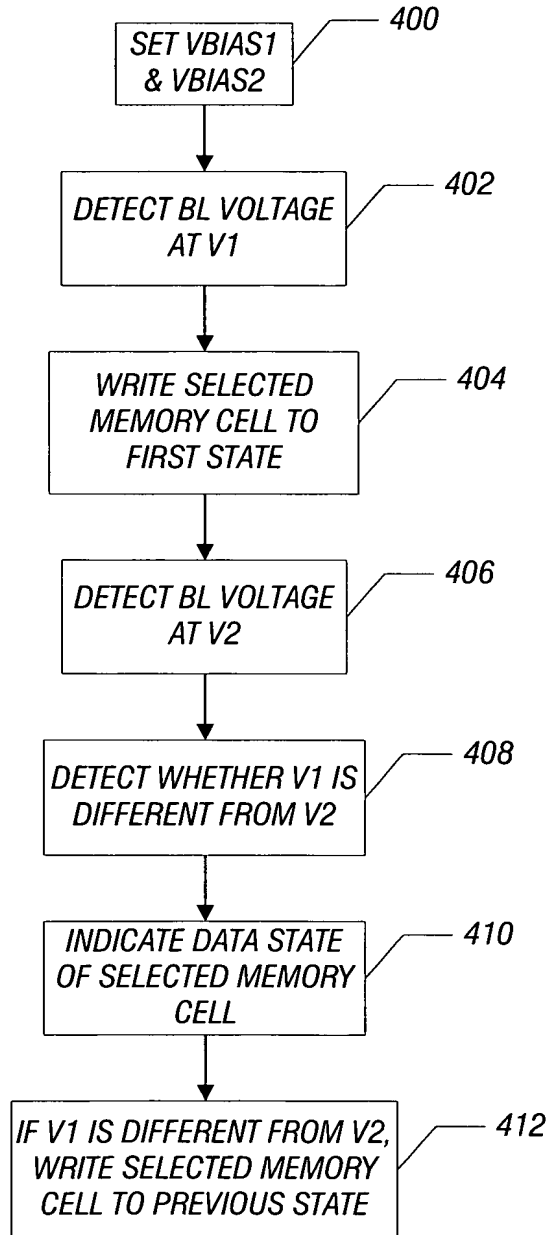 SET VBIAS1
& VBIAS2
400
DETECT BL VOLTAGE
AT V1
402
WRITE SELECTED
MEMORY CELL TO
FIRST STATE
404
DETECT BL VOLTAGE
AT V2
406
DETECT WHETHER V1 IS
DIFFERENT FROM V2
408
INDICATE DATA STATE
OF SELECTED MEMORY
CELL
410
IF V1 IS DIFFERENT FROM V2,
WRITE SELECTED MEMORY
CELL TO PREVIOUS STATE
412